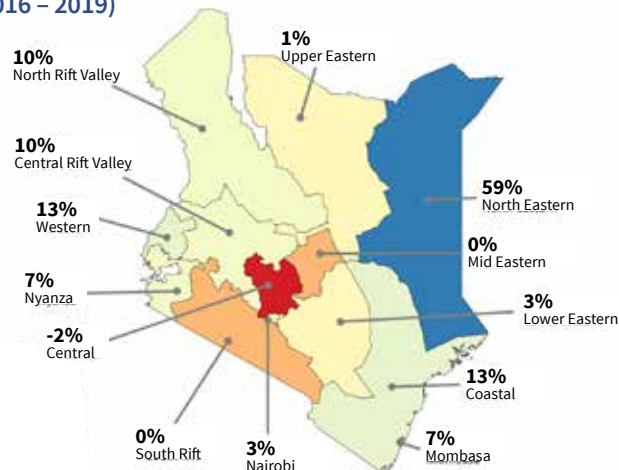 016 – 2019)
10%
North Rift Valley
1%
Upper Eastern
10%
Central Rift Valley
59%
North Eastern
13%
Western
0%
Mid Eastern
7%
Nyanza
3%
Lower Eastern
-2%
Central
13%
Coastal
0%
South Rift
3%
Nairobi
7%
Mombasa